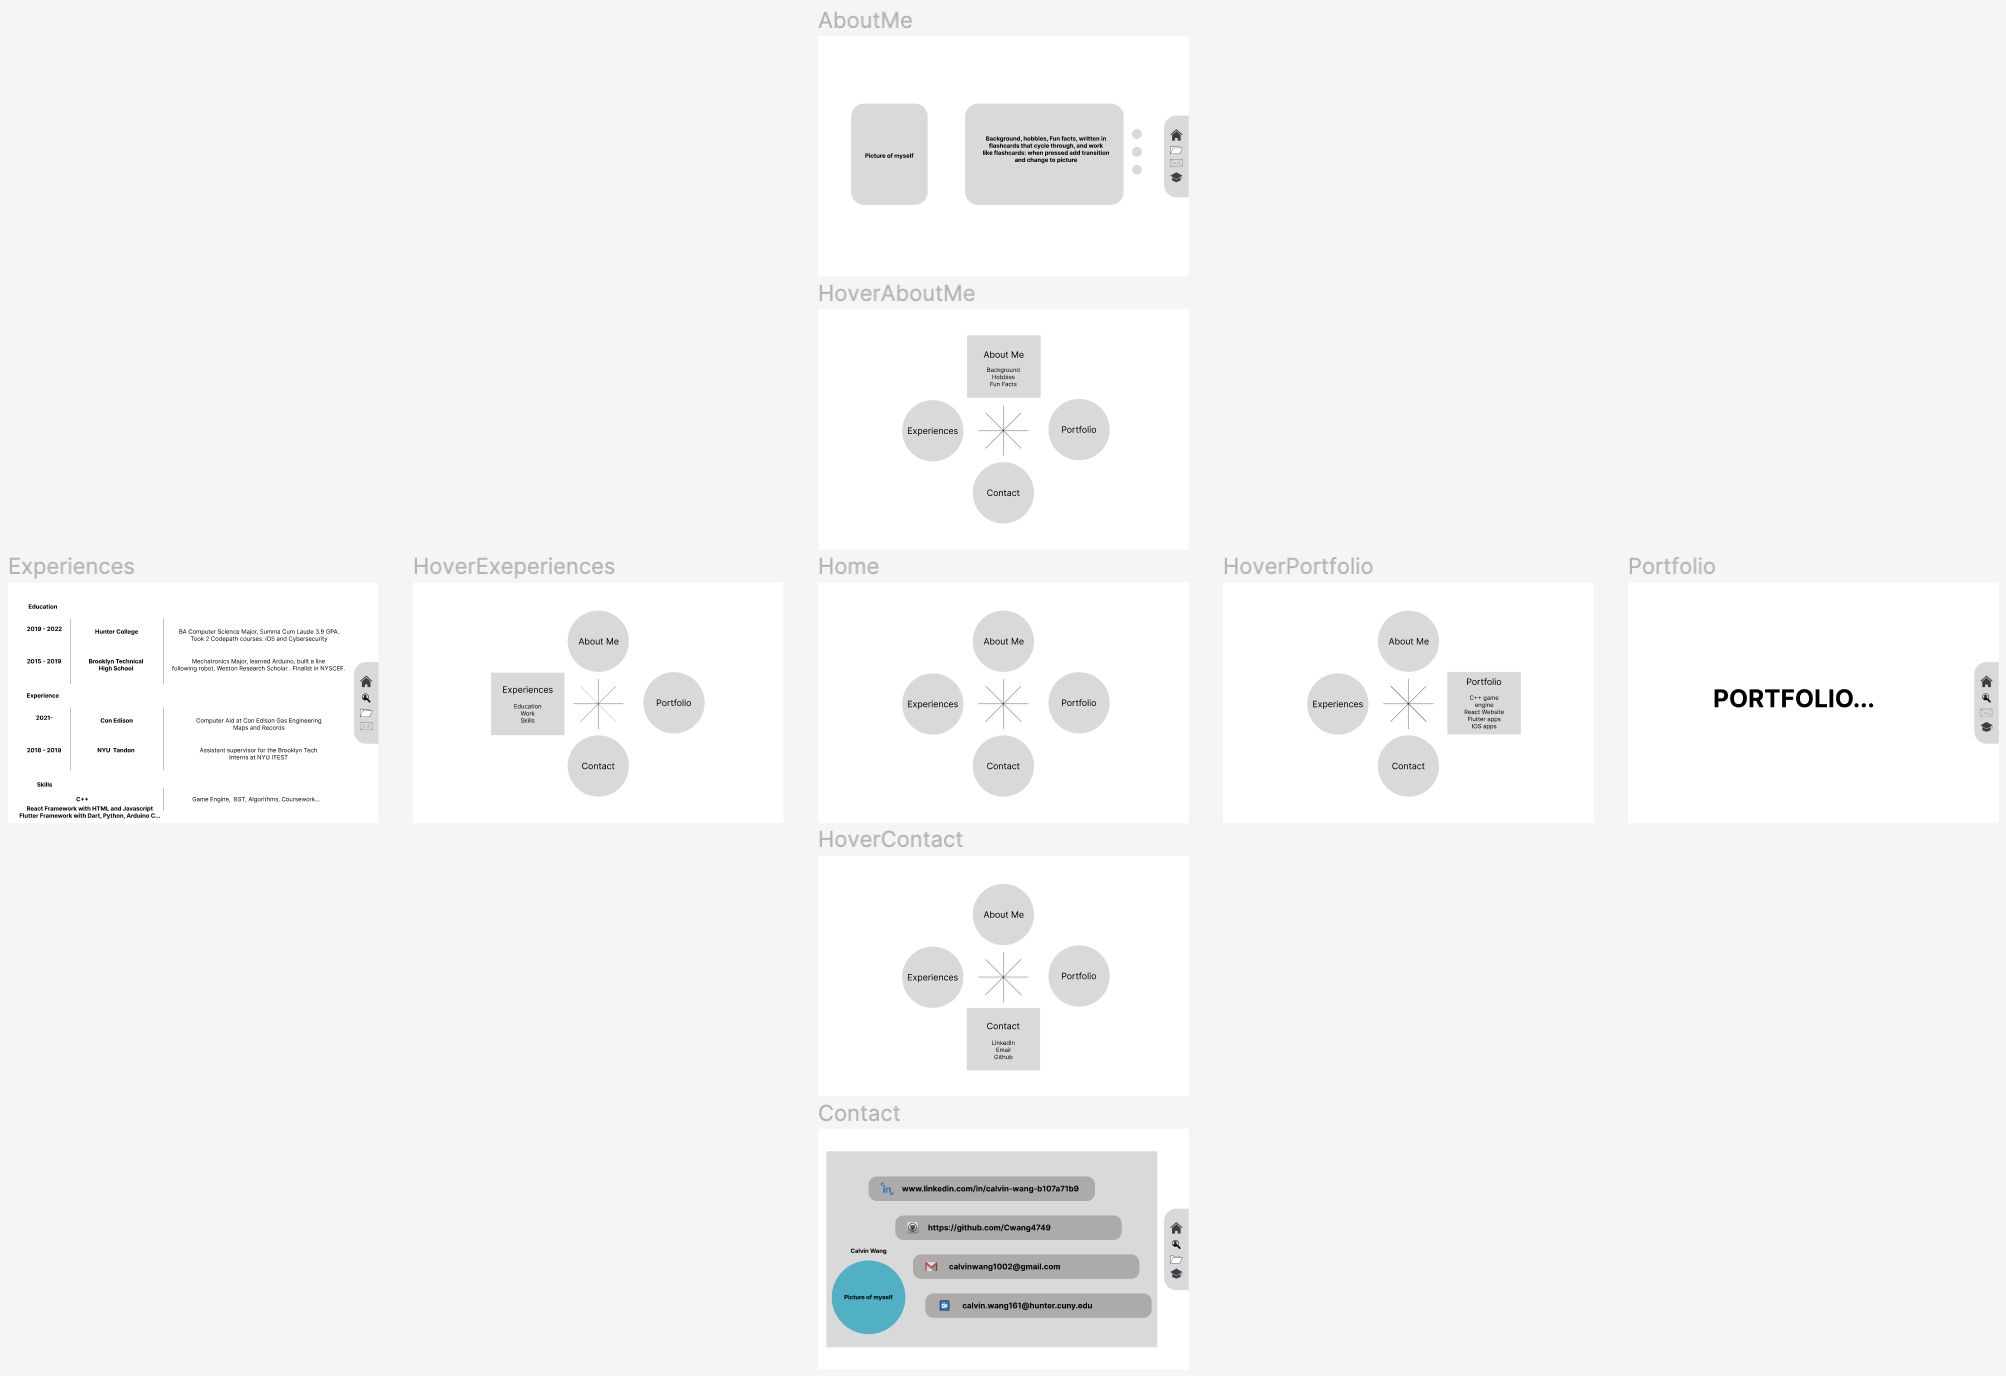 AboutMe
Picture of myself
Background, hobbies, Fun facts, written in
flashcards that cycle through, and work
like flashcards: when pressed add transition
and change to picture
HoverAboutMe
About Me
Background
Hobbies
Fun Facts
Experiences
Portfolio
Contact
Experiences
Education
2019 - 2022
Hunter College
BA Computer Science Major, Summa Cum Laude 3.9 GPA.
Took 2 Codepath courses: iOS and Cybersecurity
2015 - 2019
Brooklyn Technical
High School
Mechatronics Major, learned Arduino, built a line
following robot. Weston Research Scholar . Finalist in NYSCEF.
Experience
2021-
Con Edison
Computer Aid at Con Edison Gas Engineering
Maps and Records
2018 - 2019
NYU Tandon
Assistant supervisor for the Brooklyn Tech
Interns at NYU ITEST
Skills
C++
React Framework with HTML and Javascript
Flutter Framework with Dart, Python, Arduino C...
Game Engine, BST, Algorithms, Coursework...
HoverExeperiences
About Me
Experiences
Education
Work
Skills
Portfolio
Contact
Home
About Me
Experiences
Portfolio
Contact
HoverPortfolio
About Me
Experiences
Portfolio
C++ game
engine
React Website
Flutter apps
IOS apps
Contact
Portfolio
PORTFOLIO...
HoverContact
About Me
Experiences
Portfolio
Contact
LinkedIn
Email
Github
Contact
in
www.linkedin.com/in/calvin-wang-b107a71b9
https://github.com/Cwang4749
Calvin Wang
calvinwang1002@gmail.com
Picture of myself
calvin.wang161@hunter.cuny.edu